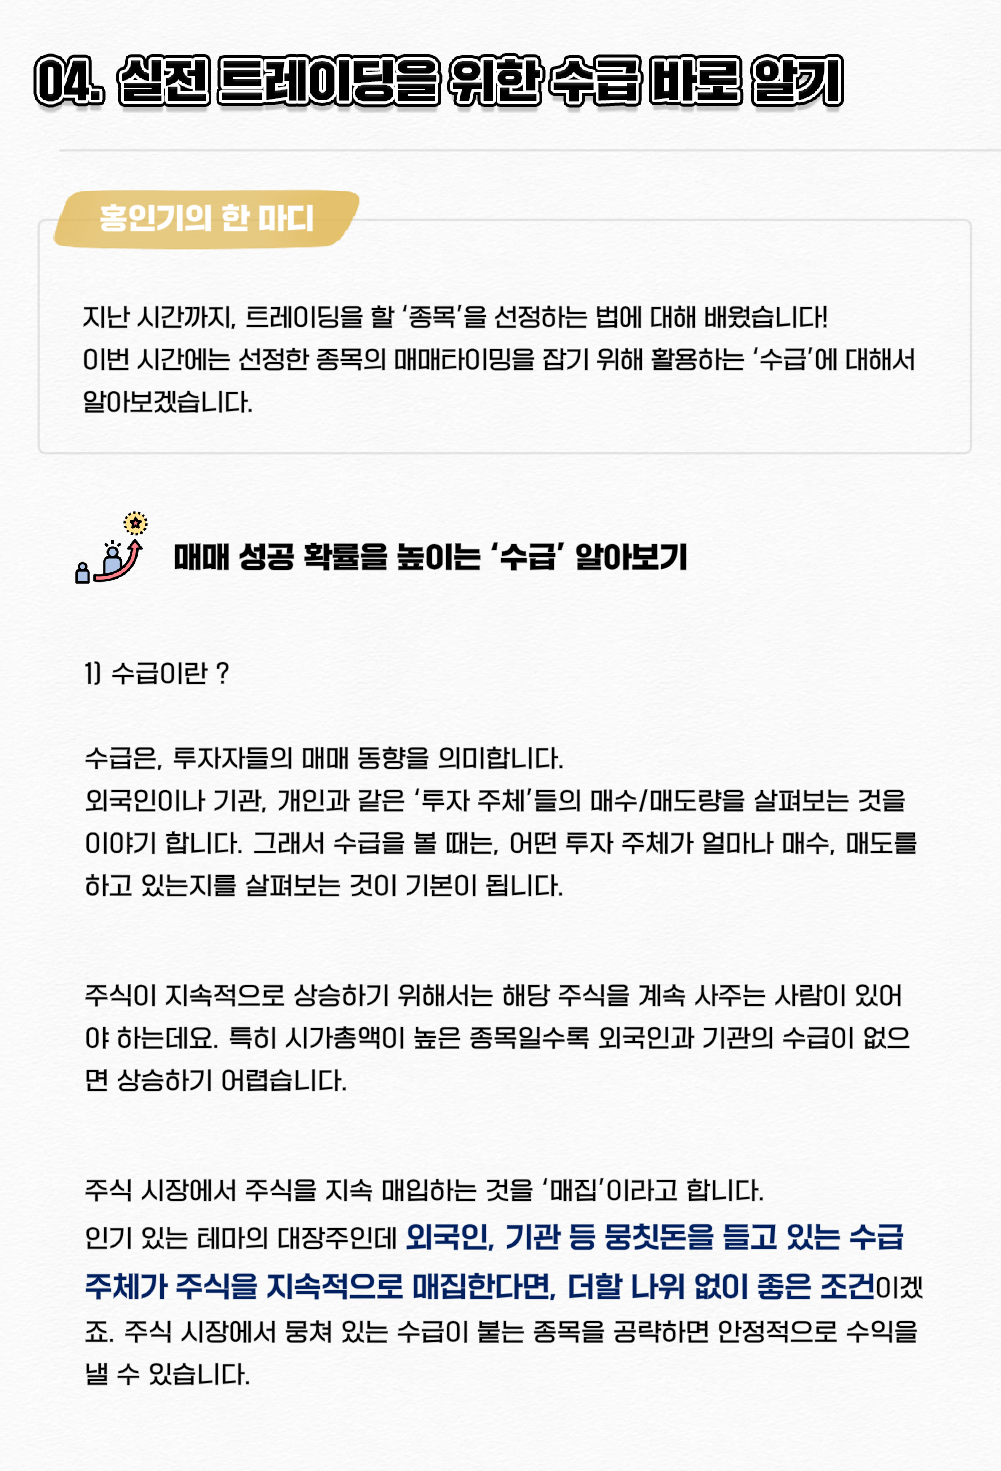 04. 실전 트레이딩을 위한 수급 바로 알기
홍인기의 한 마디
지난 시간까지, 트레이딩을 할 ‘종목’을 선정하는 법에 대해 배웠습니다!
이번 시간에는 선정한 종목의 매매타이밍을 잡기 위해 활용하는 ‘수급’에 대해서
알아보겠습니다.
매매 성공 확률을 높이는 ‘수급’ 알아보기
1) 수급이란 ?
수급은, 투자자들의 매매 동향을 의미합니다.
외국인이나 기관, 개인과 같은 ‘투자 주체’들의 매수/매도량을 살펴보는 것을
이야기 합니다. 그래서 수급을 볼 때는, 어떤 투자 주체가 얼마나 매수, 매도를
하고 있는지를 살펴보는 것이 기본이 됩니다.
주식이 지속적으로 상승하기 위해서는 해당 주식을 계속 사주는 사람이 있어
야 하는데요. 특히 시가총액이 높은 종목일수록 외국인과 기관의 수급이 없으
면 상승하기 어렵습니다.
주식 시장에서 주식을 지속 매입하는 것을 ‘매집’이라고 합니다.
인기 있는 테마의 대장주인데 외국인, 기관 등 뭉칫돈을 들고 있는 수급
주체가 주식을 지속적으로 매집한다면, 더할 나위 없이 좋은 조건이겠
죠. 주식 시장에서 뭉쳐 있는 수급이 붙는 종목을 공략하면 안정적으로 수익을
낼 수 있습니다.